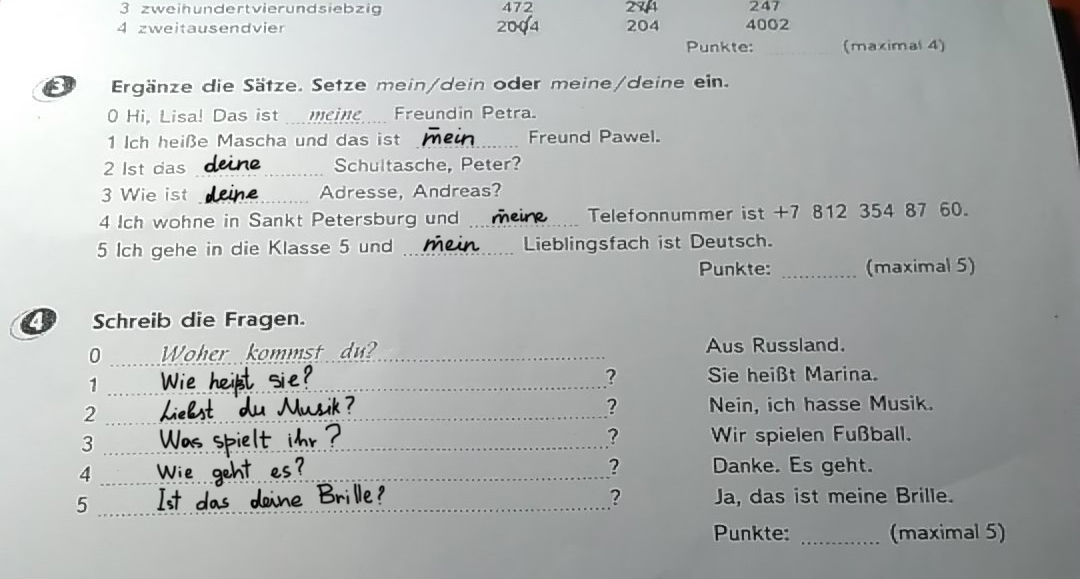 3 zweihundertvierundsiebzig 472 274 247
4 zweitausendvier 2004 204 4002
Punkte: (maximal 4)
3 Ergänze die Sätze. Setze mein/dein oder meine/deine ein.
0 Hi, Lisa! Das ist meine Freundin Petra.
1 Ich heiße Mascha und das ist mein Freund Pawel.
2 Ist das deine Schultasche, Peter?
3 Wie ist deine Adresse, Andreas?
4 Ich wohne in Sankt Petersburg und meine Telefonnummer ist +7 812 354 87 60.
5 Ich gehe in die Klasse 5 und mein Lieblingsfach ist Deutsch.
Punkte: (maximal 5)
4 Schreib die Fragen.
0 Woher kommst du? Aus Russland.
1 Wie heißt sie? ? Sie heißt Marina.
2 Liebst du Musik? ? Nein, ich hasse Musik.
3 Was spielt ihr? ? Wir spielen Fußball.
4 Wie geht es? ? Danke. Es geht.
5 Ist das deine Brille? ? Ja, das ist meine Brille.
Punkte: (maximal 5)